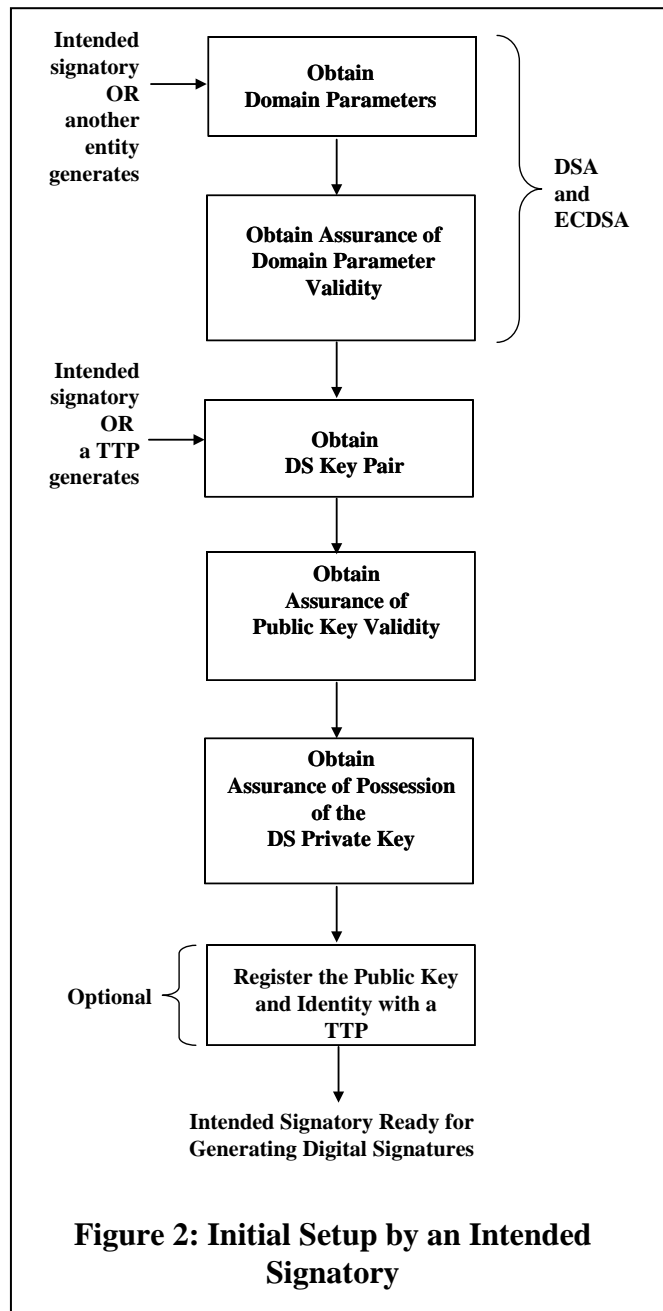 Intended
signatory
OR
another
entity
generates
Obtain
Domain Parameters
DSA
and
ECDSA
Obtain Assurance of
Domain Parameter
Validity
Intended
signatory
OR
a TTP
generates
Obtain
DS Key Pair
Obtain
Assurance of
Public Key Validity
Obtain
Assurance of Possession
of the
DS Private Key
Optional
Register the Public Key
and Identity with a
TTP
Intended Signatory Ready for
Generating Digital Signatures
Figure 2: Initial Setup by an Intended
Signatory